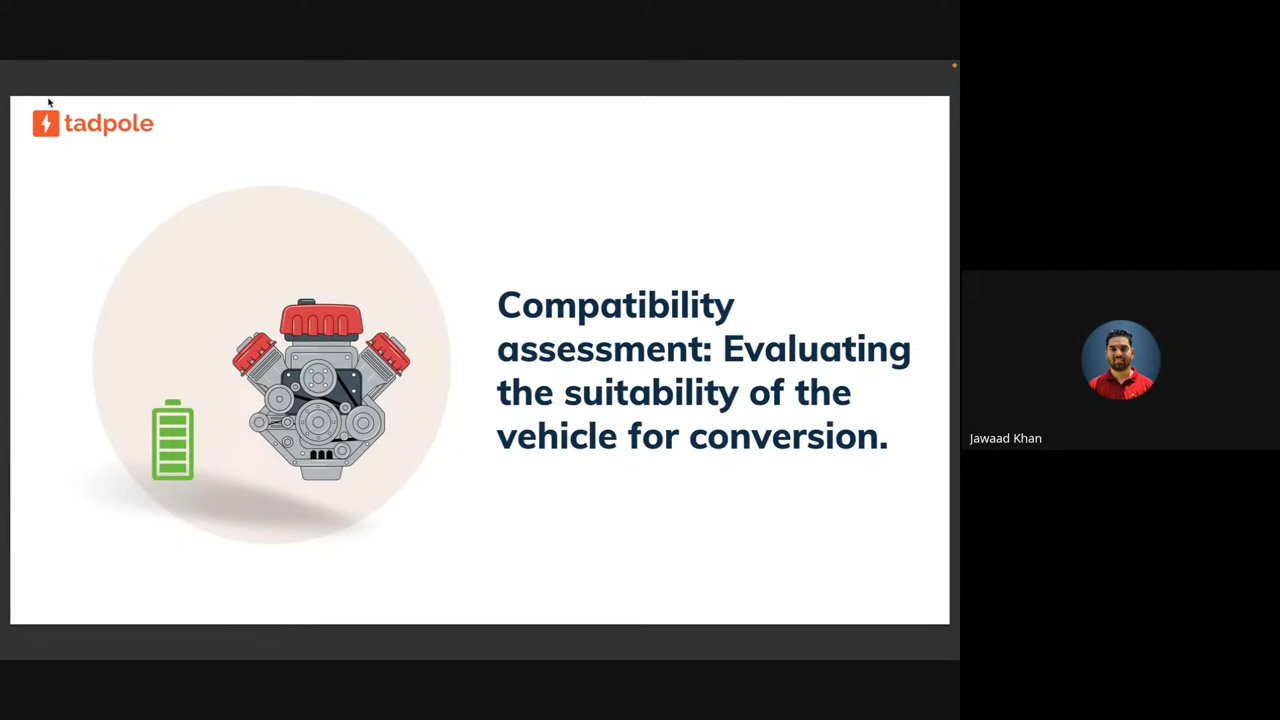 tadpole
Compatibility
assessment: Evaluating
the suitability of the
vehicle for conversion.
Jawaad Khan